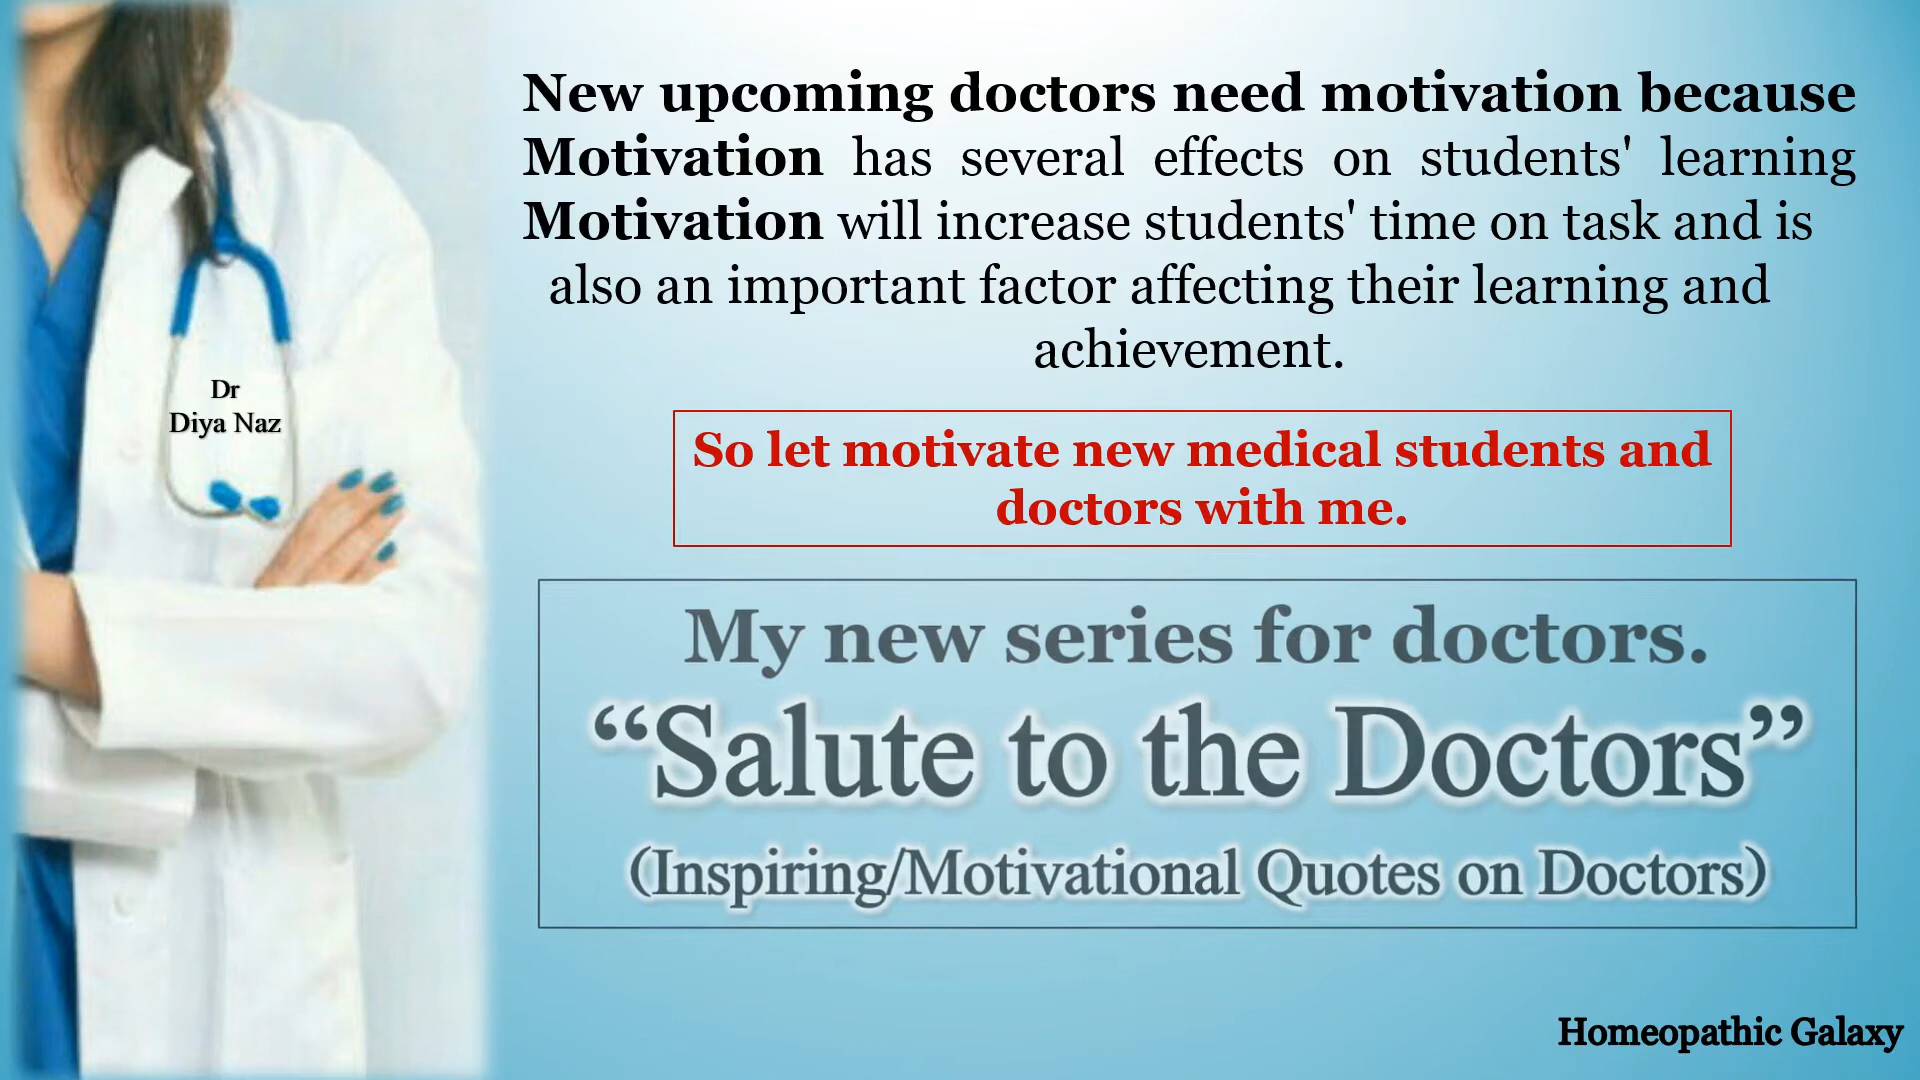 New upcoming doctors need motivation because
Motivation has several effects on students' learning
Motivation will increase students' time on task and is
also an important factor affecting their learning and
achievement.
Dr
Diya Naz
So let motivate new medical students and
doctors with me.
My new series for doctors.
“Salute to the Doctors”
(Inspiring/Motivational Quotes on Doctors)
Homeopathic Galaxy